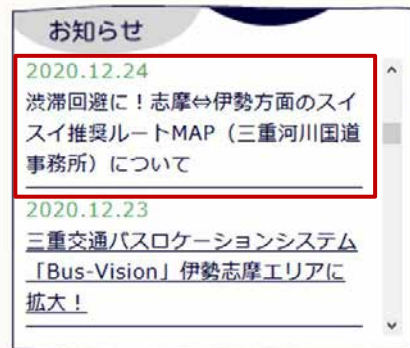 お知らせ
2020.12.24
渋滞回避に！志摩⇔伊勢方面のスイ
スイ推奨ルートMAP（三重河川国道
事務所）について
2020.12.23
三重交通バスロケーションシステム
「Bus-Vision」伊勢志摩エリアに
拡大！